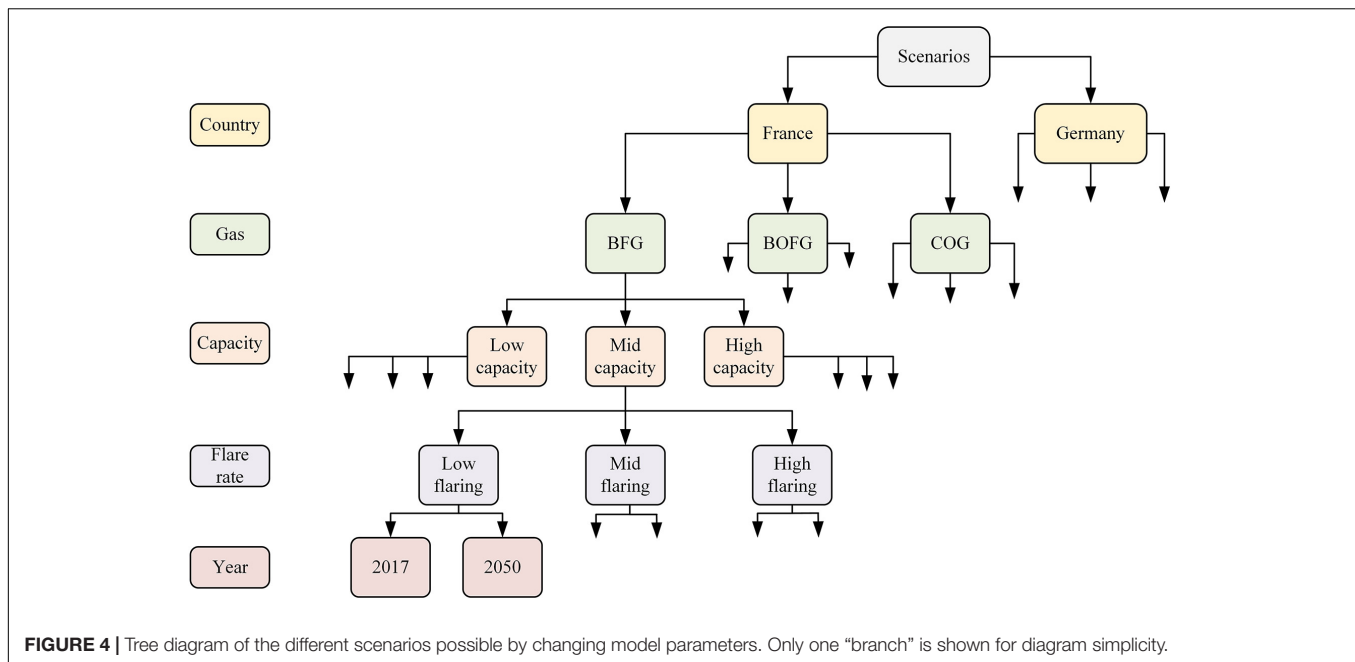 Scenarios
Country
France
Germany
Gas
BFG
BOFG
COG
Capacity
Low
capacity
Mid
capacity
High
capacity
Flare
rate
Low
flaring
Mid
flaring
High
flaring
Year
2017
2050
FIGURE 4 | Tree diagram of the different scenarios possible by changing model parameters. Only one “branch” is shown for diagram simplicity.